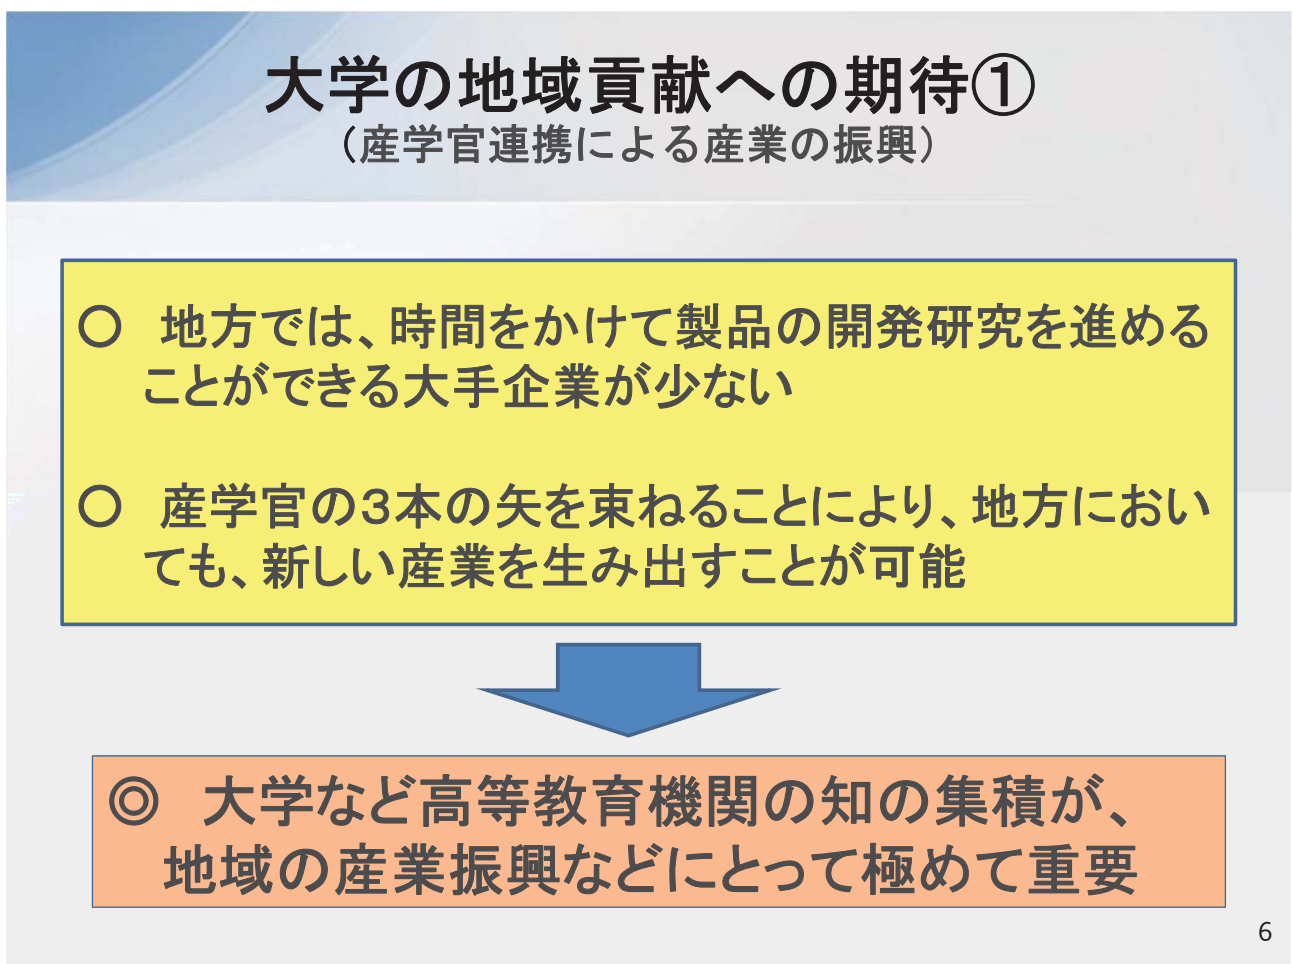 大学の地域貢献への期待①
（産学官連携による産業の振興）
○　地方では、時間をかけて製品の開発研究を進める
ことができる大手企業が少ない
○　産学官の３本の矢を束ねることにより、地方におい
ても、新しい産業を生み出すことが可能
◎　大学など高等教育機関の知の集積が、
地域の産業振興などにとって極めて重要
6